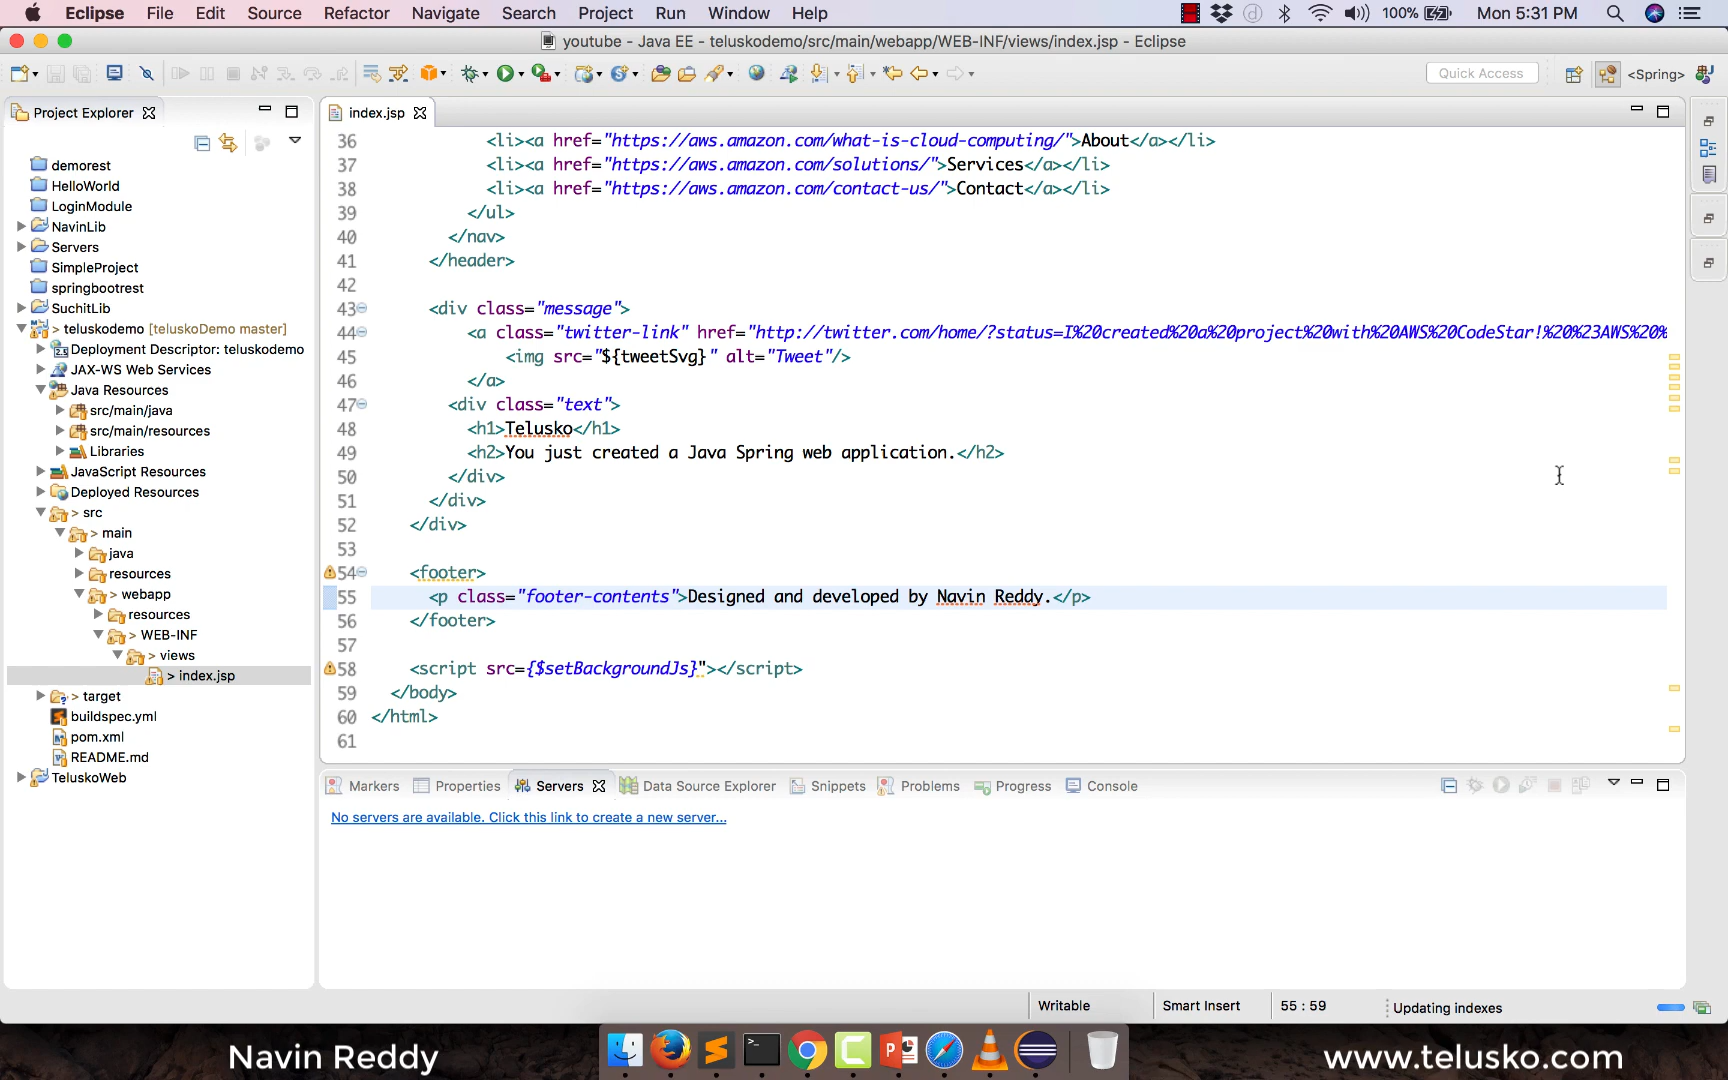 Eclipse File Edit Source Refactor Navigate Search Project Run Window Help 100% Mon 5:31 PM
youtube - Java EE - teluskodemo/src/main/webapp/WEB-INF/views/index.jsp - Eclipse
Quick Access <Spring>
Project Explorer
demorest
HelloWorld
LoginModule
NavinLib
Servers
SimpleProject
springbootrest
SuchitLib
> teluskodemo [teluskoDemo master]
Deployment Descriptor: teluskodemo
JAX-WS Web Services
Java Resources
src/main/java
src/main/resources
Libraries
JavaScript Resources
Deployed Resources
> src
> main
java
resources
> webapp
resources
> WEB-INF
> views
> index.jsp
> target
buildspec.yml
pom.xml
README.md
TeluskoWeb
index.jsp
36 <li><a href="https://aws.amazon.com/what-is-cloud-computing/">About</a></li>
37 <li><a href="https://aws.amazon.com/solutions/">Services</a></li>
38 <li><a href="https://aws.amazon.com/contact-us/">Contact</a></li>
39 </ul>
40 </nav>
41 </header>
42
43 <div class="message">
44 <a class="twitter-link" href="http://twitter.com/home/?status=I%20created%20a%20project%20with%20AWS%20CodeStar!%20%23AWS%20%
45 <img src="${tweetSvg}" alt="Tweet"/>
46 </a>
47 <div class="text">
48 <h1>Telusko</h1>
49 <h2>You just created a Java Spring web application.</h2>
50 </div>
51 </div>
52 </div>
53
54 <footer>
55 <p class="footer-contents">Designed and developed by Navin Reddy.</p>
56 </footer>
57
58 <script src={$setBackgroundJs}"></script>
59 </body>
60 </html>
61
Markers Properties Servers Data Source Explorer Snippets Problems Progress Console
No servers are available. Click this link to create a new server...
Writable Smart Insert 55 : 59 Updating indexes
Navin Reddy
www.telusko.com